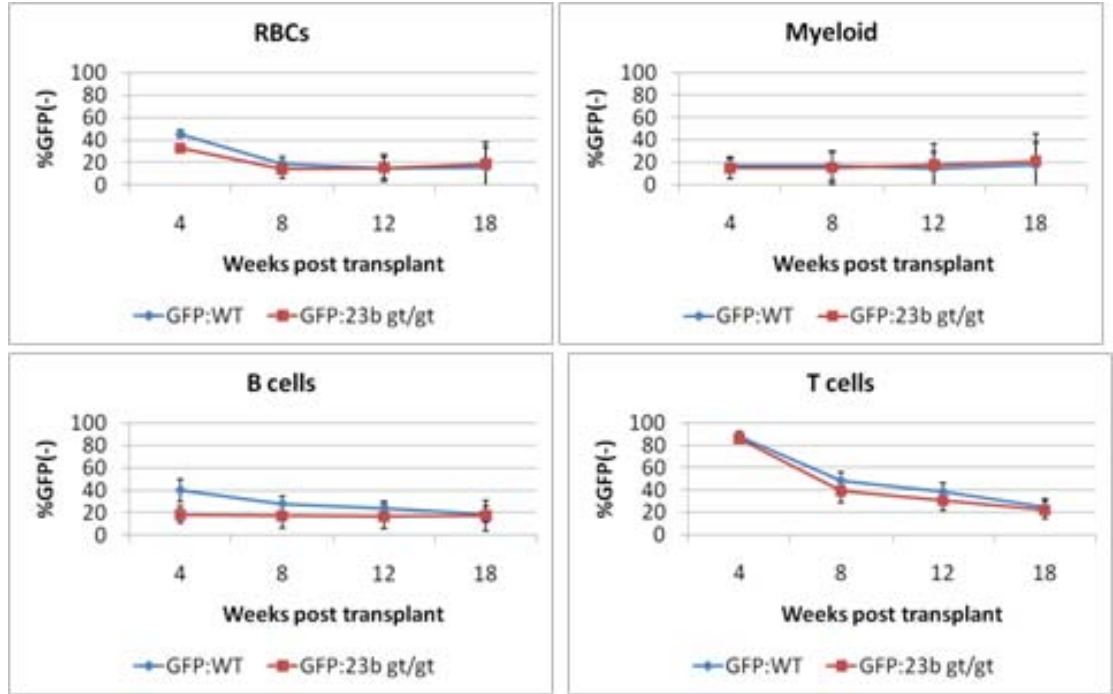 RBCs
%GFP(-)
100
80
60
40
20
0
4 8 12 18
Weeks post transplant
GFP:WT GFP:23b gt/gt
Myeloid
%GFP(-)
100
80
60
40
20
0
4 8 12 18
Weeks post transplant
GFP:WT GFP:23b gt/gt
B cells
%GFP(-)
100
80
60
40
20
0
4 8 12 18
Weeks post transplant
GFP:WT GFP:23b gt/gt
T cells
%GFP(-)
100
80
60
40
20
0
4 8 12 18
Weeks post transplant
GFP:WT GFP:23b gt/gt